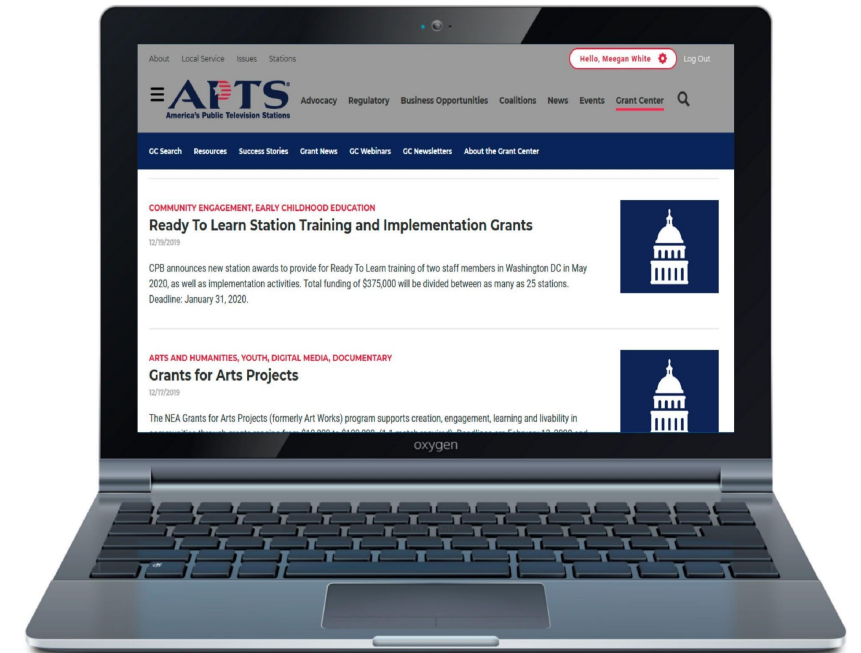 About Local Service Issues Stations
Hello, Meegan White
Log Out
APTS
America's Public Television Stations
Advocacy Regulatory Business Opportunities Coalitions News Events Grant Center
GC Search Resources Success Stories Grant News GC Webinars GC Newsletters About the Grant Center
COMMUNITY ENGAGEMENT, EARLY CHILDHOOD EDUCATION
Ready To Learn Station Training and Implementation Grants
12/19/2019
CPB announces new station awards to provide for Ready To Learn training of two staff members in Washington DC in May
2020, as well as implementation activities. Total funding of $375,000 will be divided between as many as 25 stations.
Deadline: January 31, 2020.
ARTS AND HUMANITIES, YOUTH, DIGITAL MEDIA, DOCUMENTARY
Grants for Arts Projects
12/17/2019
The NEA Grants for Arts Projects (formerly Art Works) program supports creation, engagement, learning and livability in
oxygen